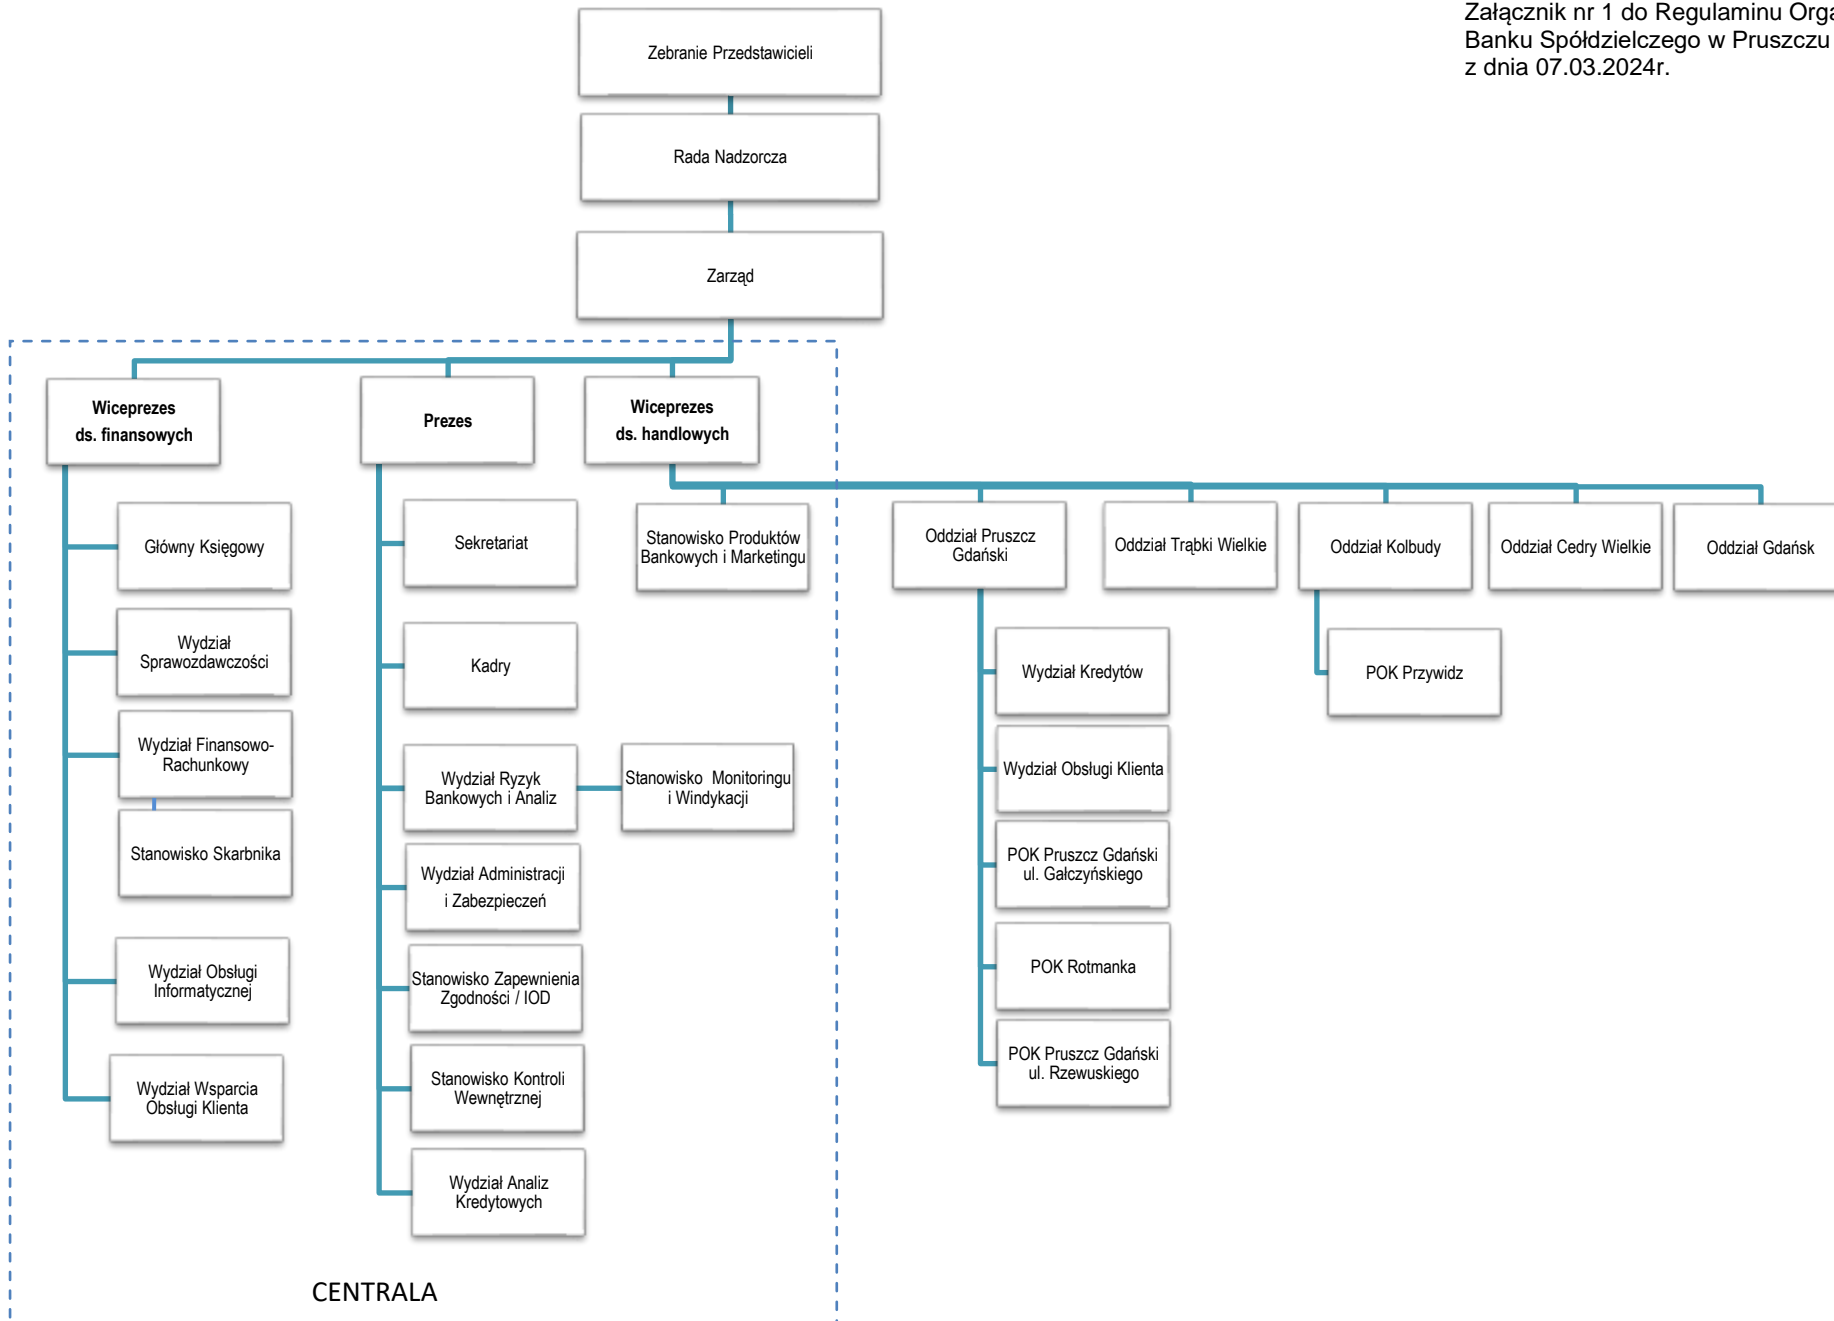 Załącznik nr 1 do Regulaminu Orga
Banku Spółdzielczego w Pruszczu
z dnia 07.03.2024r.
Zebranie Przedstawicieli
Rada Nadzorcza
Zarząd
Wiceprezes
ds. finansowych
Prezes
Wiceprezes
ds. handlowych
Główny Księgowy
Wydział
Sprawozdawczości
Wydział Finansowo-
Rachunkowy
Stanowisko Skarbnika
Wydział Obsługi
Informatycznej
Wydział Wsparcia
Obsługi Klienta
Sekretariat
Kadry
Wydział Ryzyk
Bankowych i Analiz
Stanowisko  Monitoringu
i Windykacji
Wydział Administracji
i Zabezpieczeń
Stanowisko Zapewnienia
Zgodności / IOD
Stanowisko Kontroli
Wewnętrznej
Wydział Analiz
Kredytowych
Stanowisko Produktów
Bankowych i Marketingu
Oddział Pruszcz
Gdański
Oddział Trąbki Wielkie
Oddział Kolbudy
Oddział Cedry Wielkie
Oddział Gdańsk
Wydział Kredytów
Wydział Obsługi Klienta
POK Pruszcz Gdański
ul. Gałczyńskiego
POK Rotmanka
POK Pruszcz Gdański
ul. Rzewuskiego
POK Przywidz
CENTRALA